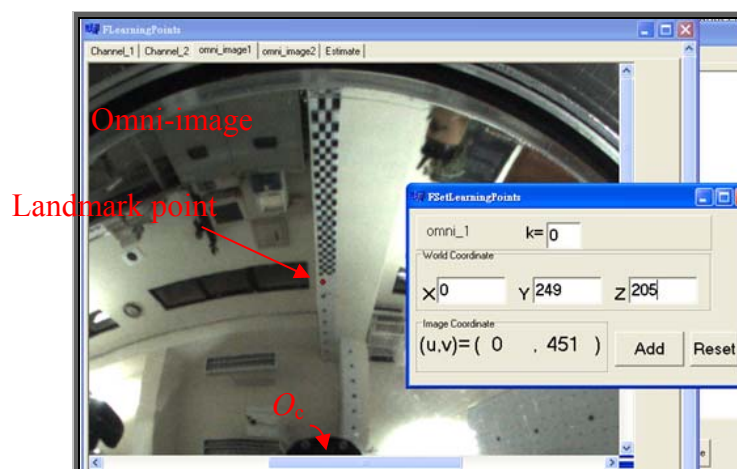 FLearningPoints
Channel_1 Channel_2 omni_image1 omni_image2 Estimate
Omni-image
Landmark point
FSetLearningPoints
omni_1 k= 0
World Coordinate
X 0 Y 249 Z 205
Image Coordinate
(u,v)=( 0 , 451 ) Add Reset
Oc